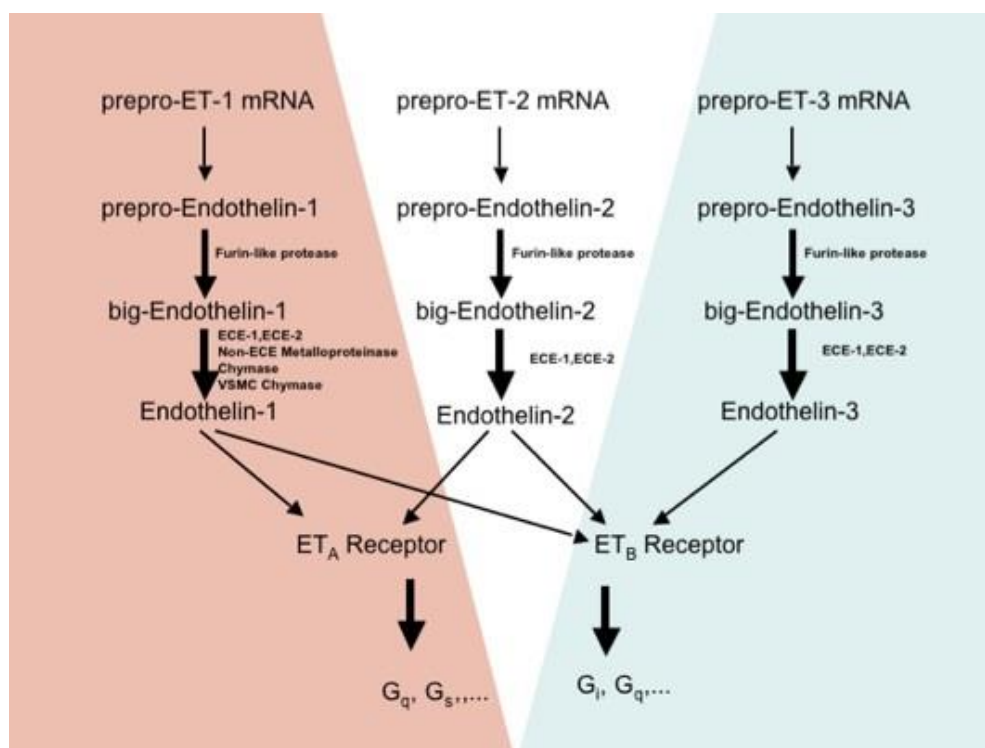 prepro-ET-1 mRNA
prepro-ET-2 mRNA
prepro-ET-3 mRNA
prepro-Endothelin-1
prepro-Endothelin-2
prepro-Endothelin-3
Furin-like protease
Furin-like protease
Furin-like protease
big-Endothelin-1
big-Endothelin-2
big-Endothelin-3
ECE-1,ECE-2
Non-ECE Metalloproteinase
Chymase
VSMC Chymase
ECE-1,ECE-2
ECE-1,ECE-2
Endothelin-1
Endothelin-2
Endothelin-3
ETA Receptor
ETB Receptor
Gq, Gs,,...
Gi, Gq,...